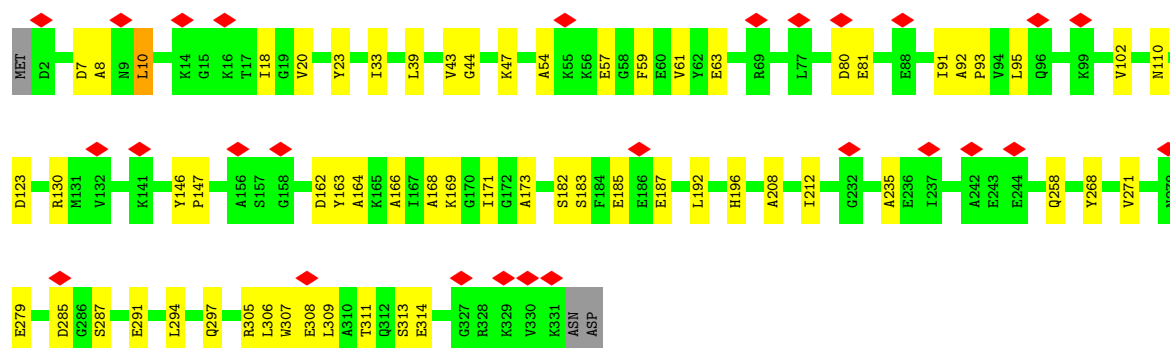 MET D2 D7 A8 N9 L10 K14 G15 K16 T17 I18 G19 V20 Y23 I33 L39 V43 G44 K47 A54 K55 K56 E57 G58 F59 E60 V61 Y62 E63 R69 L77 D80 E81 E88 I91 A92 P93 V94 L95 Q96 K99 V102 N110
D123 R130 M131 V132 K141 Y146 P147 A156 S157 G158 D162 Y163 A164 K165 A166 I167 A168 K169 G170 I171 G172 A173 S182 S183 F184 E185 E186 E187 L192 H196 A208 I212 G232 A235 E236 I237 A242 E243 E244 Q258 Y268 V271
E279 D285 G286 S287 E291 L294 Q297 R305 L306 W307 E308 L309 A310 T311 Q312 S313 E314 G327 R328 K329 V330 K331 ASN ASP